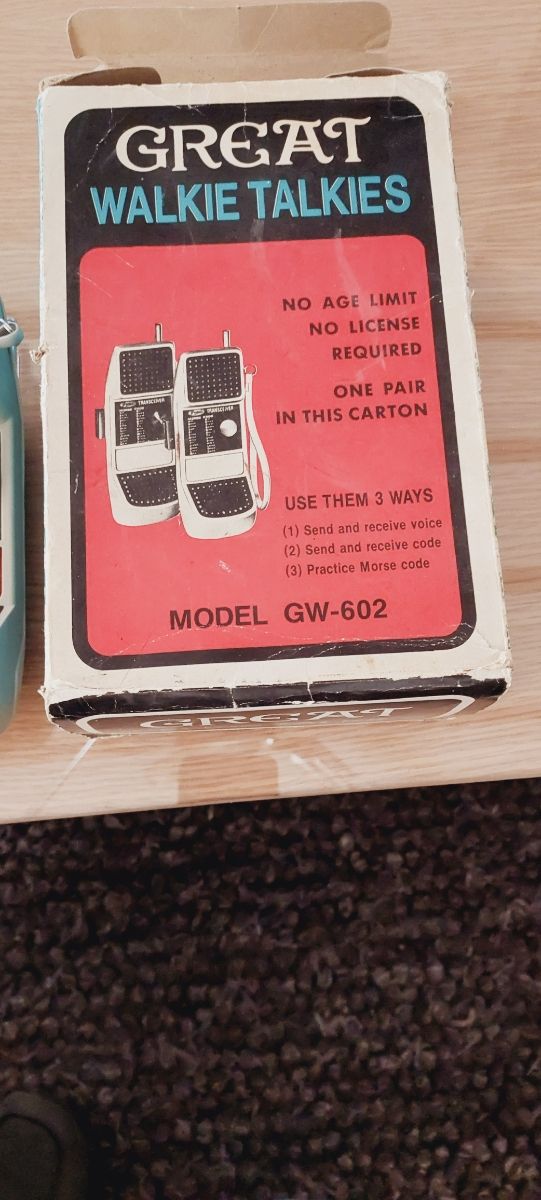 GREAT
WALKIE TALKIES
NO AGE LIMIT
NO LICENSE
REQUIRED
ONE PAIR
IN THIS CARTON
TRANSCEIVER
TRANSCEIVER
USE THEM 3 WAYS
(1) Send and receive voice
(2) Send and receive code
(3) Practice Morse code
MODEL GW-602
GREAT